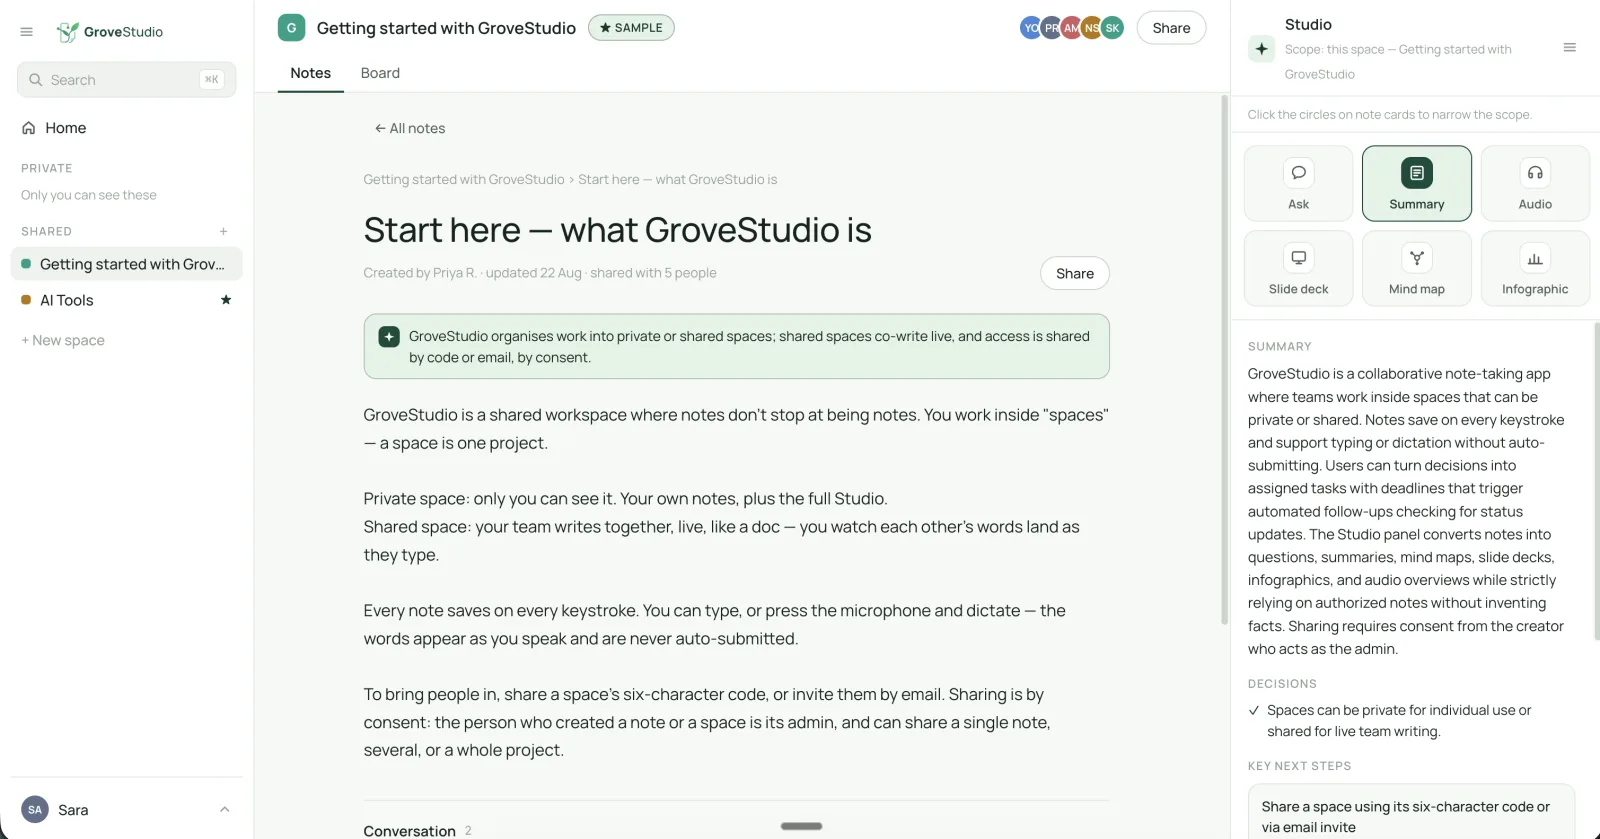 GroveStudio
Search
⌘K
Home
PRIVATE
Only you can see these
SHARED +
Getting started with Grov...
AI Tools ★
+ New space
SA
Sara
G
Getting started with GroveStudio
★ SAMPLE
YO PR AM NS SK
Share
Notes
Board
← All notes
Getting started with GroveStudio › Start here — what GroveStudio is
Start here — what GroveStudio is
Created by Priya R. · updated 22 Aug · shared with 5 people
Share
GroveStudio organises work into private or shared spaces; shared spaces co-write live, and access is shared
by code or email, by consent.
GroveStudio is a shared workspace where notes don't stop at being notes. You work inside "spaces"
— a space is one project.
Private space: only you can see it. Your own notes, plus the full Studio.
Shared space: your team writes together, live, like a doc — you watch each other's words land as
they type.
Every note saves on every keystroke. You can type, or press the microphone and dictate — the
words appear as you speak and are never auto-submitted.
To bring people in, share a space's six-character code, or invite them by email. Sharing is by
consent: the person who created a note or a space is its admin, and can share a single note,
several, or a whole project.
Conversation 2
Studio
Scope: this space — Getting started with
GroveStudio
Click the circles on note cards to narrow the scope.
Ask
Summary
Audio
Slide deck
Mind map
Infographic
SUMMARY
GroveStudio is a collaborative note-taking app
where teams work inside spaces that can be
private or shared. Notes save on every keystroke
and support typing or dictation without auto-
submitting. Users can turn decisions into
assigned tasks with deadlines that trigger
automated follow-ups checking for status
updates. The Studio panel converts notes into
questions, summaries, mind maps, slide decks,
infographics, and audio overviews while strictly
relying on authorized notes without inventing
facts. Sharing requires consent from the creator
who acts as the admin.
DECISIONS
✓ Spaces can be private for individual use or
shared for live team writing.
KEY NEXT STEPS
Share a space using its six-character code or
via email invite